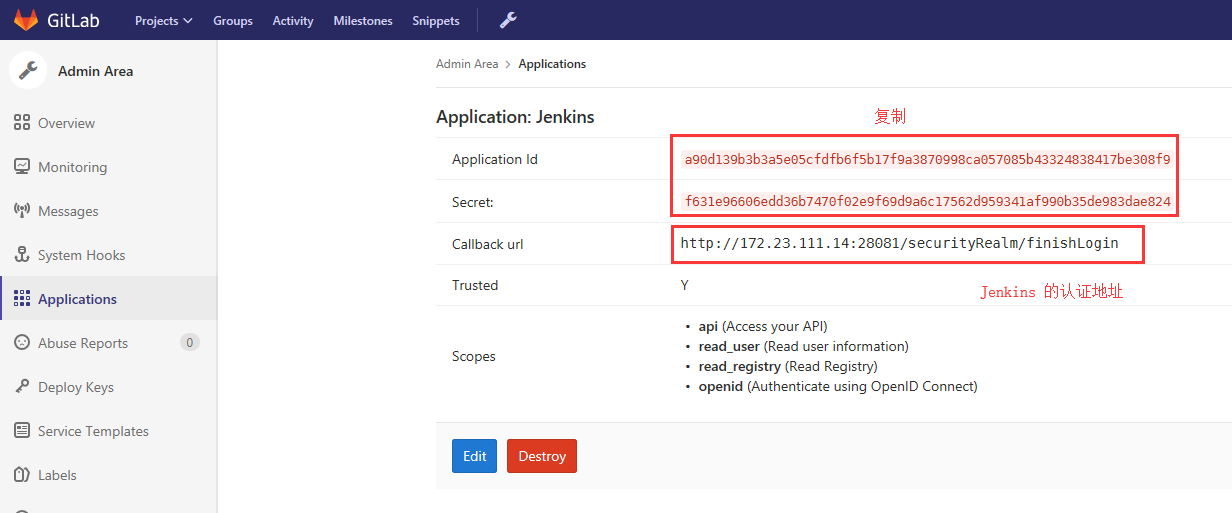 GitLab Projects Groups Activity Milestones Snippets
Admin Area
Overview
Monitoring
Messages
System Hooks
Applications
Abuse Reports 0
Deploy Keys
Service Templates
Labels
Admin Area > Applications
Application: Jenkins
复制
Application Id a90d139b3b3a5e05cfdfb6f5b17f9a3870998ca057085b43324838417be308f9
Secret: f631e96606edd36b7470f02e9f69d9a6c17562d959341af990b35de983dae824
Callback url http://172.23.111.14:28081/securityRealm/finishLogin
Trusted Y
Jenkins 的认证地址
Scopes
• api (Access your API)
• read_user (Read user information)
• read_registry (Read Registry)
• openid (Authenticate using OpenID Connect)
Edit Destroy